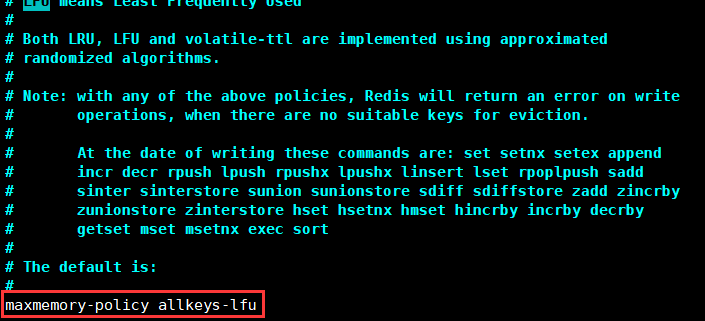 # LFU means Least Frequently Used
#
# Both LRU, LFU and volatile-ttl are implemented using approximated
# randomized algorithms.
#
# Note: with any of the above policies, Redis will return an error on write
#       operations, when there are no suitable keys for eviction.
#
#       At the date of writing these commands are: set setnx setex append
#       incr decr rpush lpush rpushx lpushx linsert lset rpoplpush sadd
#       sinter sinterstore sunion sunionstore sdiff sdiffstore zadd zincrby
#       zunionstore zinterstore hset hsetnx hmset hincrby incrby decrby
#       getset mset msetnx exec sort
#
# The default is:
#
maxmemory-policy allkeys-lfu